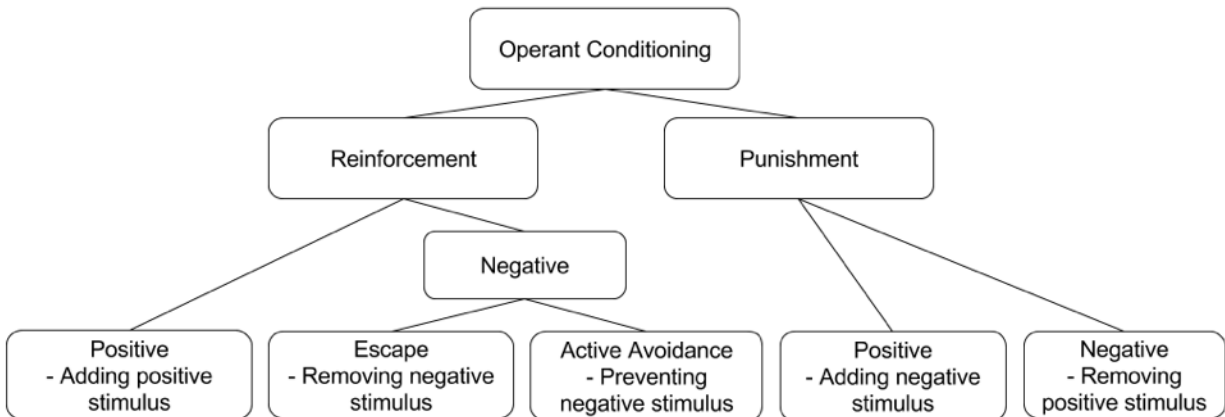 Operant Conditioning
Reinforcement
Punishment
Negative
Positive
- Adding positive
stimulus
Escape
- Removing negative
stimulus
Active Avoidance
- Preventing
negative stimulus
Positive
- Adding negative
stimulus
Negative
- Removing
positive stimulus